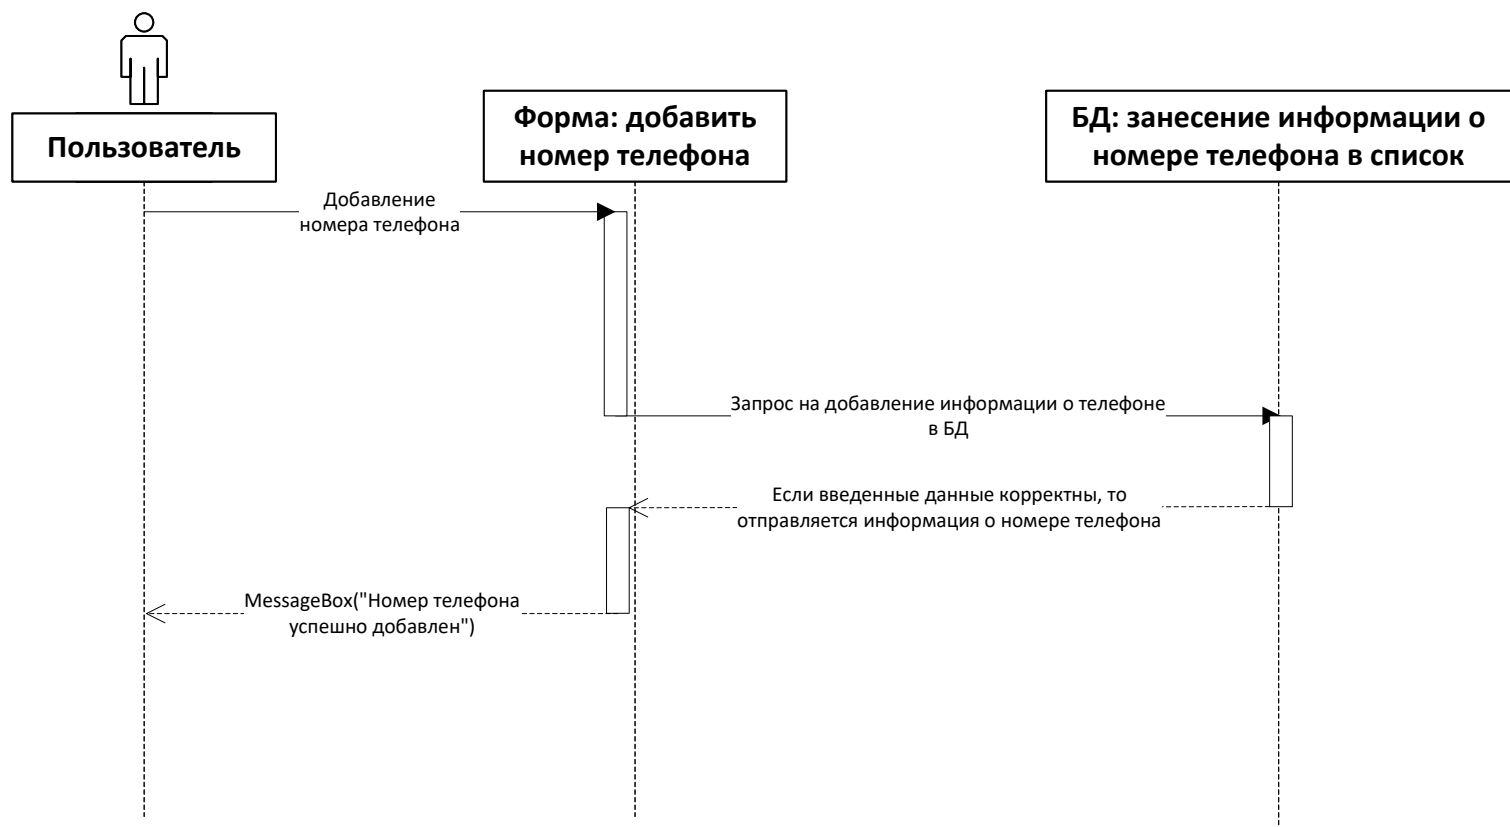 Пользователь
Форма: добавить
номер телефона
БД: занесение информации о
номере телефона в список
Добавление
номера телефона
Запрос на добавление информации о телефоне
в БД
Если введенные данные корректны, то
отправляется информация о номере телефона
MessageBox("Номер телефона
успешно добавлен")